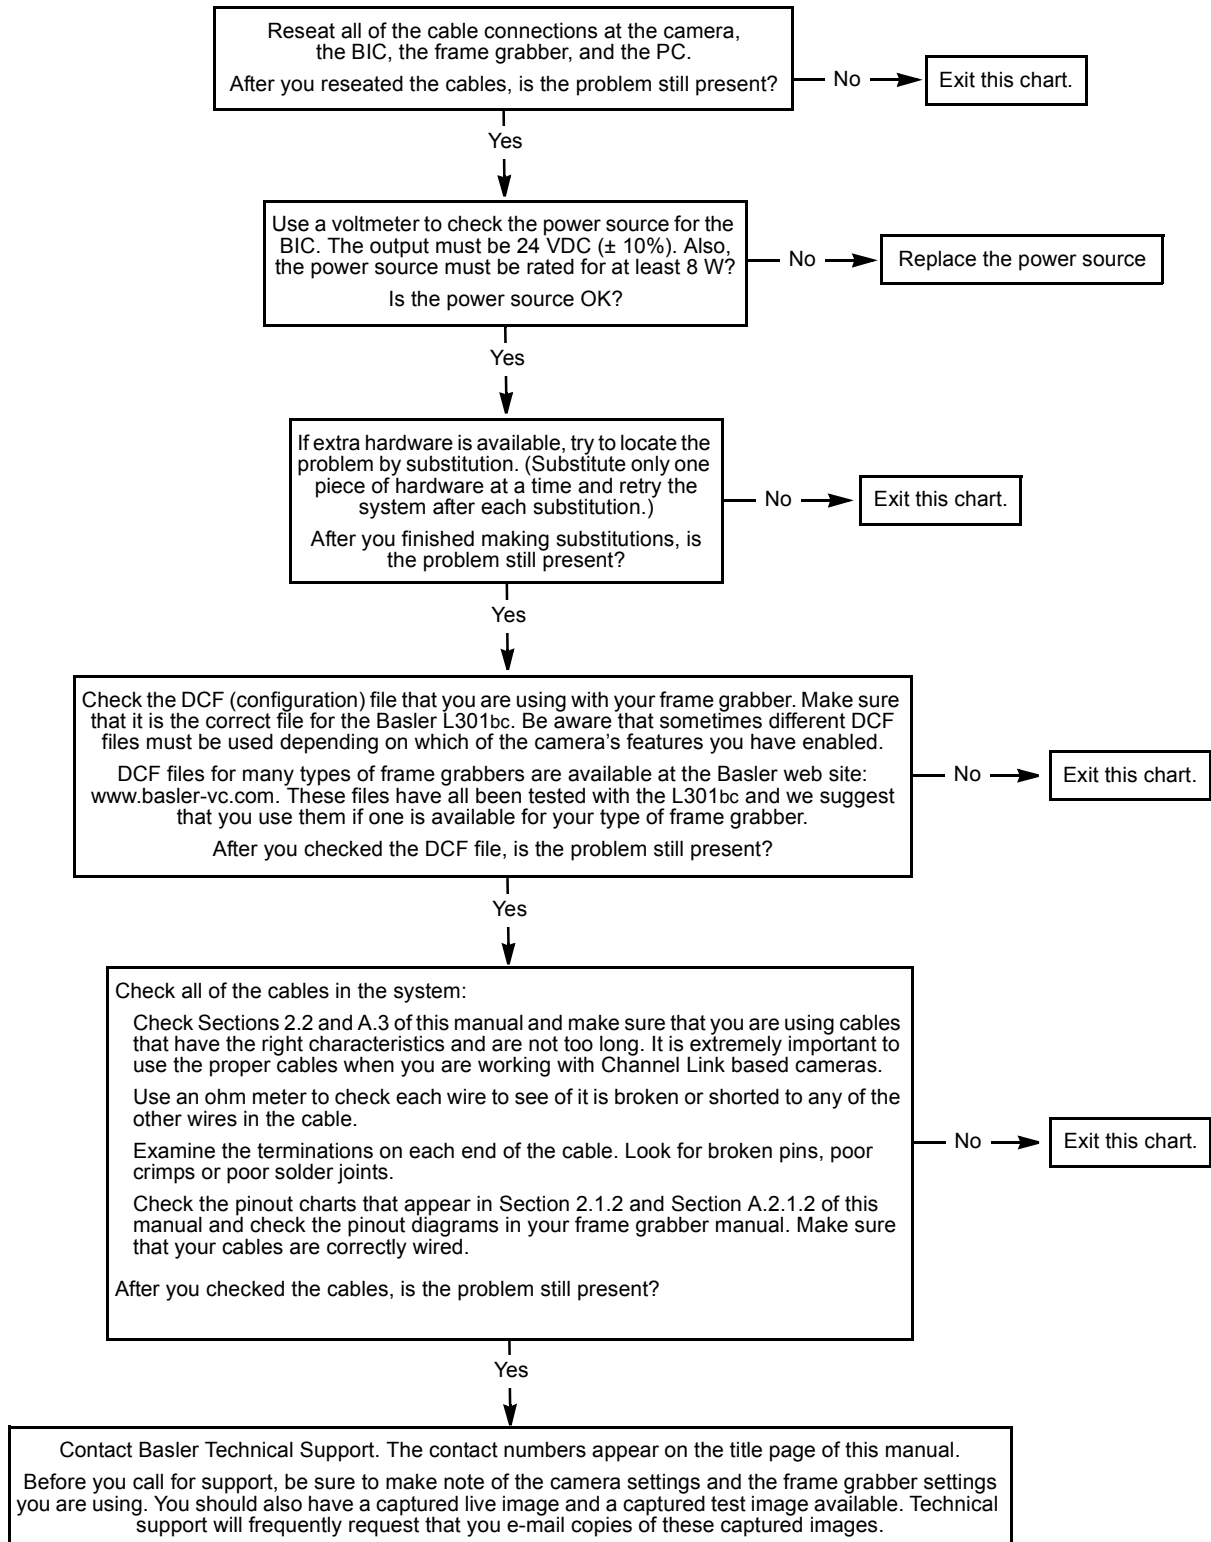 Reseat all of the cable connections at the camera,
the BIC, the frame grabber, and the PC.
After you reseated the cables, is the problem still present?
No
Exit this chart.
Yes
Use a voltmeter to check the power source for the
BIC. The output must be 24 VDC (± 10%). Also,
the power source must be rated for at least 8 W?
Is the power source OK?
No
Replace the power source
Yes
If extra hardware is available, try to locate the
problem by substitution. (Substitute only one
piece of hardware at a time and retry the
system after each substitution.)
After you finished making substitutions, is
the problem still present?
No
Exit this chart.
Yes
Check the DCF (configuration) file that you are using with your frame grabber. Make sure
that it is the correct file for the Basler L301bc. Be aware that sometimes different DCF
files must be used depending on which of the camera's features you have enabled.
DCF files for many types of frame grabbers are available at the Basler web site:
www.basler-vc.com. These files have all been tested with the L301bc and we suggest
that you use them if one is available for your type of frame grabber.
After you checked the DCF file, is the problem still present?
No
Exit this chart.
Yes
Check all of the cables in the system:
Check Sections 2.2 and A.3 of this manual and make sure that you are using cables
that have the right characteristics and are not too long. It is extremely important to
use the proper cables when you are working with Channel Link based cameras.
Use an ohm meter to check each wire to see of it is broken or shorted to any of the
other wires in the cable.
Examine the terminations on each end of the cable. Look for broken pins, poor
crimps or poor solder joints.
Check the pinout charts that appear in Section 2.1.2 and Section A.2.1.2 of this
manual and check the pinout diagrams in your frame grabber manual. Make sure
that your cables are correctly wired.
After you checked the cables, is the problem still present?
No
Exit this chart.
Yes
Contact Basler Technical Support. The contact numbers appear on the title page of this manual.
Before you call for support, be sure to make note of the camera settings and the frame grabber settings
you are using. You should also have a captured live image and a captured test image available. Technical
support will frequently request that you e-mail copies of these captured images.